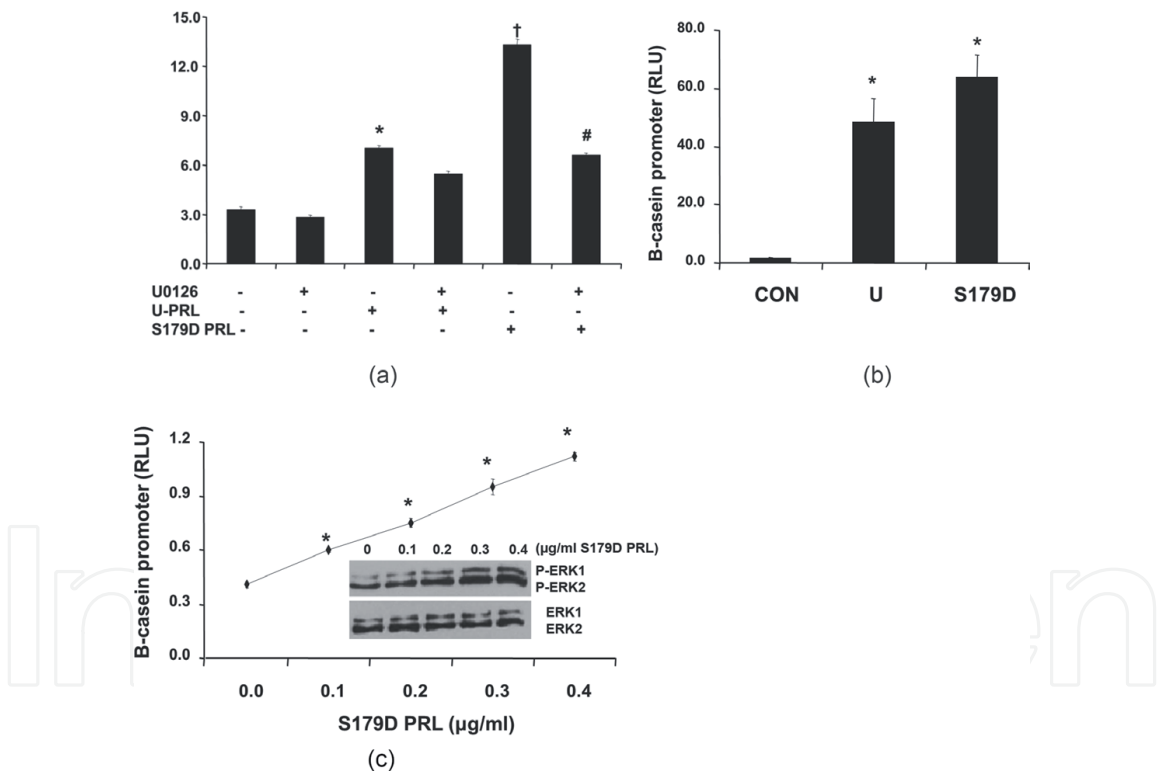 15.0
12.0
9.0
6.0
3.0
0.0
*
†
#
U0126 - + - + - +
U-PRL - - + + - -
S179D PRL - - - - + +
(a)
B-casein promoter (RLU)
80.0
60.0
40.0
20.0
0.0
*
*
CON U S179D
(b)
B-casein promoter (RLU)
1.2
0.9
0.6
0.3
0.0
*
*
*
*
0 0.1 0.2 0.3 0.4 (µg/ml S179D PRL)
P-ERK1
P-ERK2
ERK1
ERK2
0.0 0.1 0.2 0.3 0.4
S179D PRL (µg/ml)
(c)
In
en